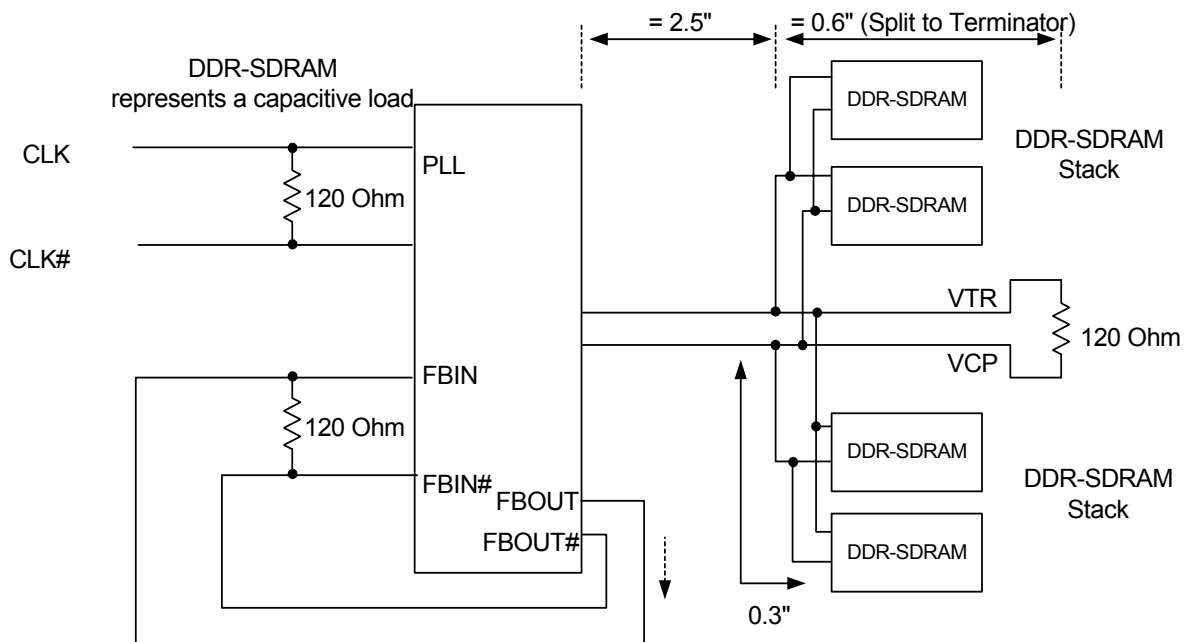 = 2.5"
= 0.6" (Split to Terminator)
DDR-SDRAM
represents a capacitive load
CLK
120 Ohm
CLK#
PLL
DDR-SDRAM
DDR-SDRAM
DDR-SDRAM
Stack
VTR
120 Ohm
VCP
FBIN
120 Ohm
FBIN#
FBOUT
FBOUT#
DDR-SDRAM
DDR-SDRAM
DDR-SDRAM
Stack
0.3"